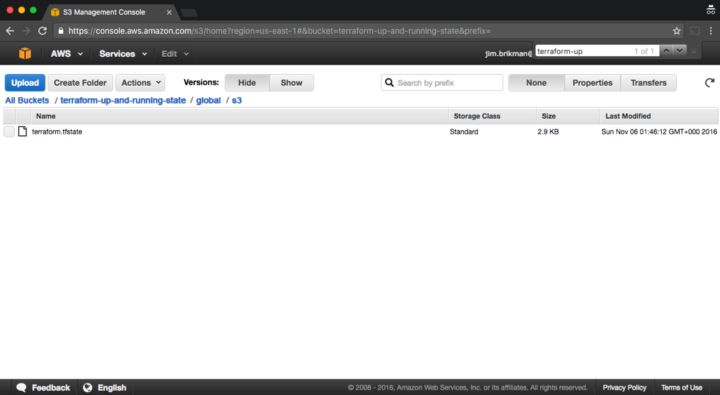 S3 Management Console
https://console.aws.amazon.com/s3/home?region=us-east-1#&bucket=terraform-up-and-running-state&prefix=
AWS Services Edit jim.brikman@ terraform-up 1 of 1
Upload Create Folder Actions Versions: Hide Show Search by prefix None Properties Transfers
All Buckets / terraform-up-and-running-state / global / s3
Name Storage Class Size Last Modified
terraform.tfstate Standard 2.9 KB Sun Nov 06 01:46:12 GMT+000 2016
Feedback English © 2008 - 2016, Amazon Web Services, Inc. or its affiliates. All rights reserved. Privacy Policy Terms of Use